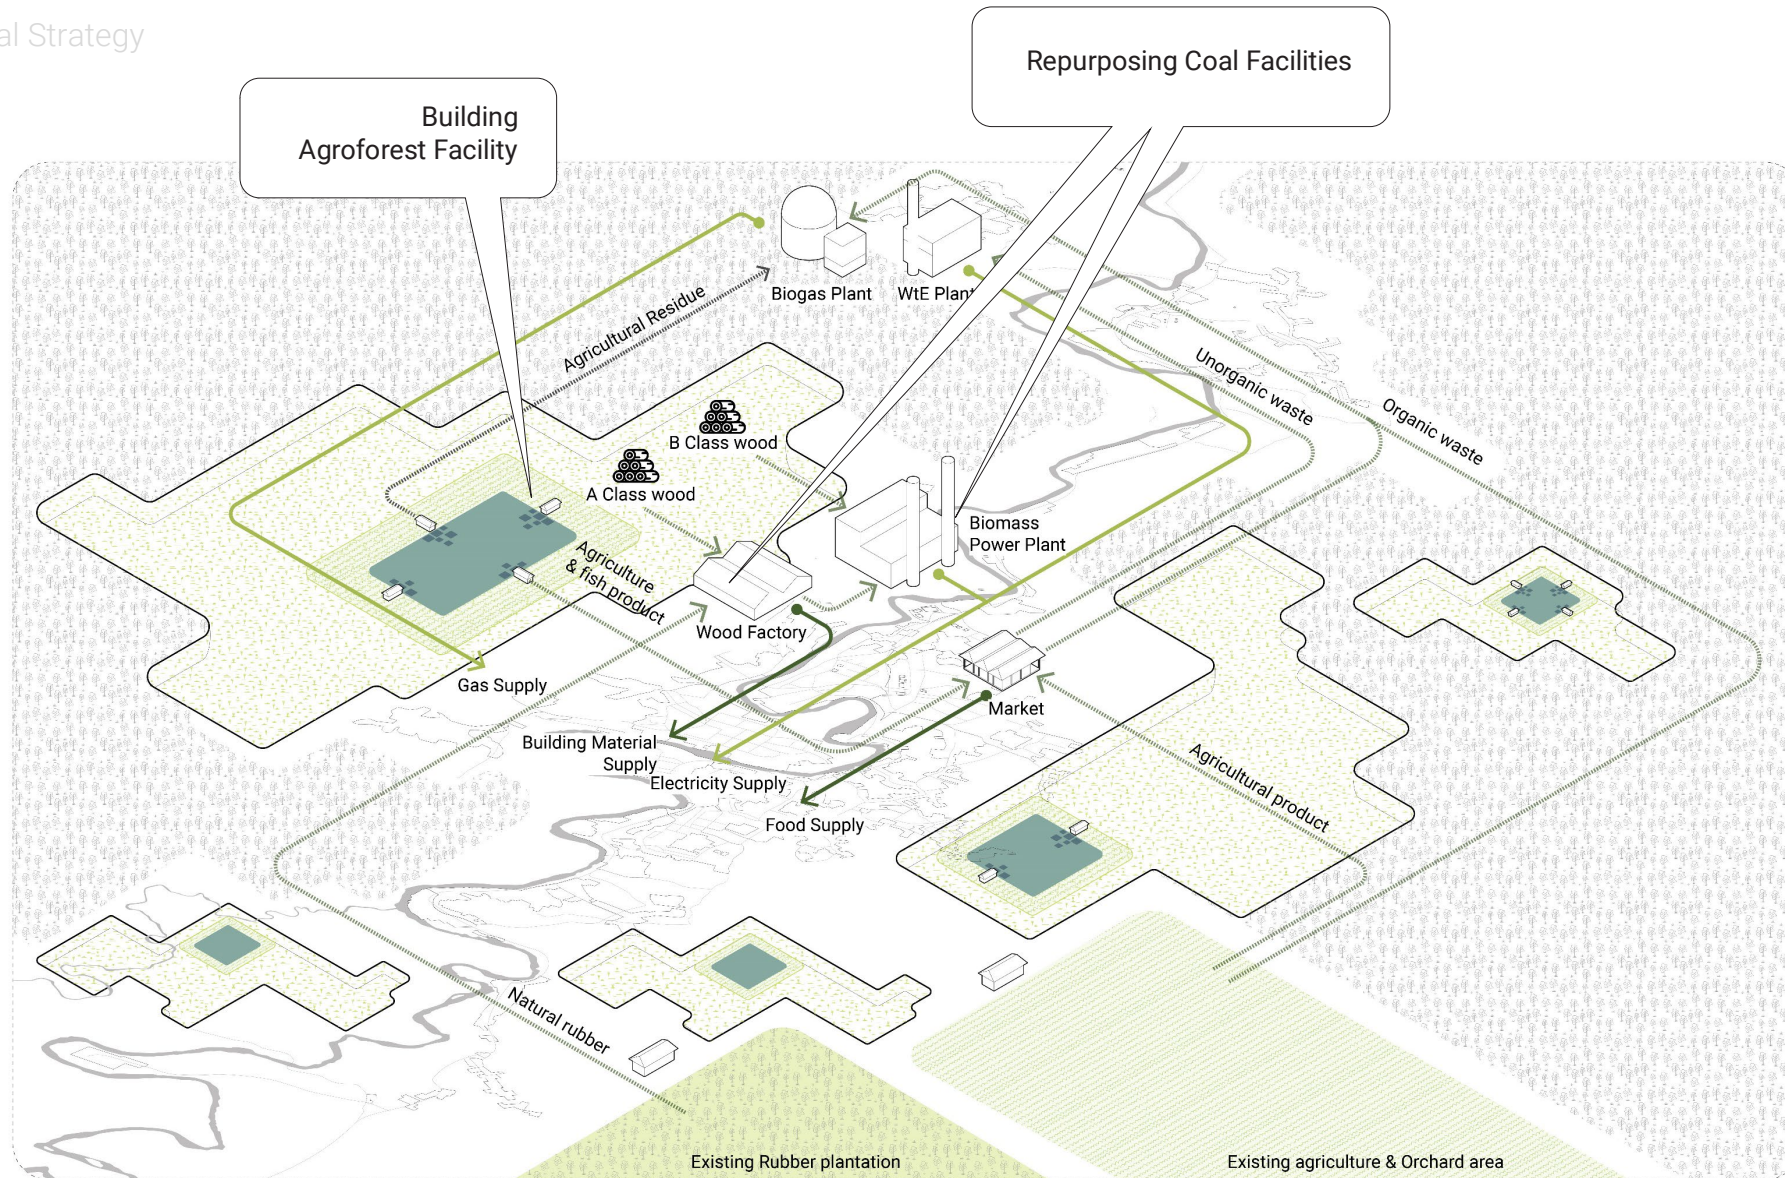 al Strategy
Repurposing Coal Facilities
Building
Agroforest Facility
Biogas Plant
WtE Plant
Agricultural Residue
Unorganic waste
Organic waste
B Class wood
A Class wood
Biomass
Power Plant
Agriculture
& fish product
Wood Factory
Gas Supply
Market
Building Material
Supply
Electricity Supply
Agricultural product
Food Supply
Natural rubber
Existing Rubber plantation
Existing agriculture & Orchard area